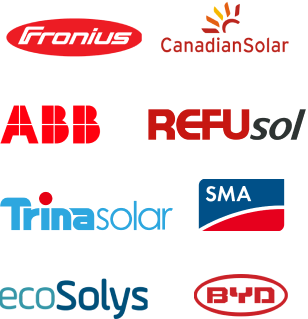 Fronius
CanadianSolar
ABB
REFUsol
Trinasolar
SMA
ecoSolys
BYD